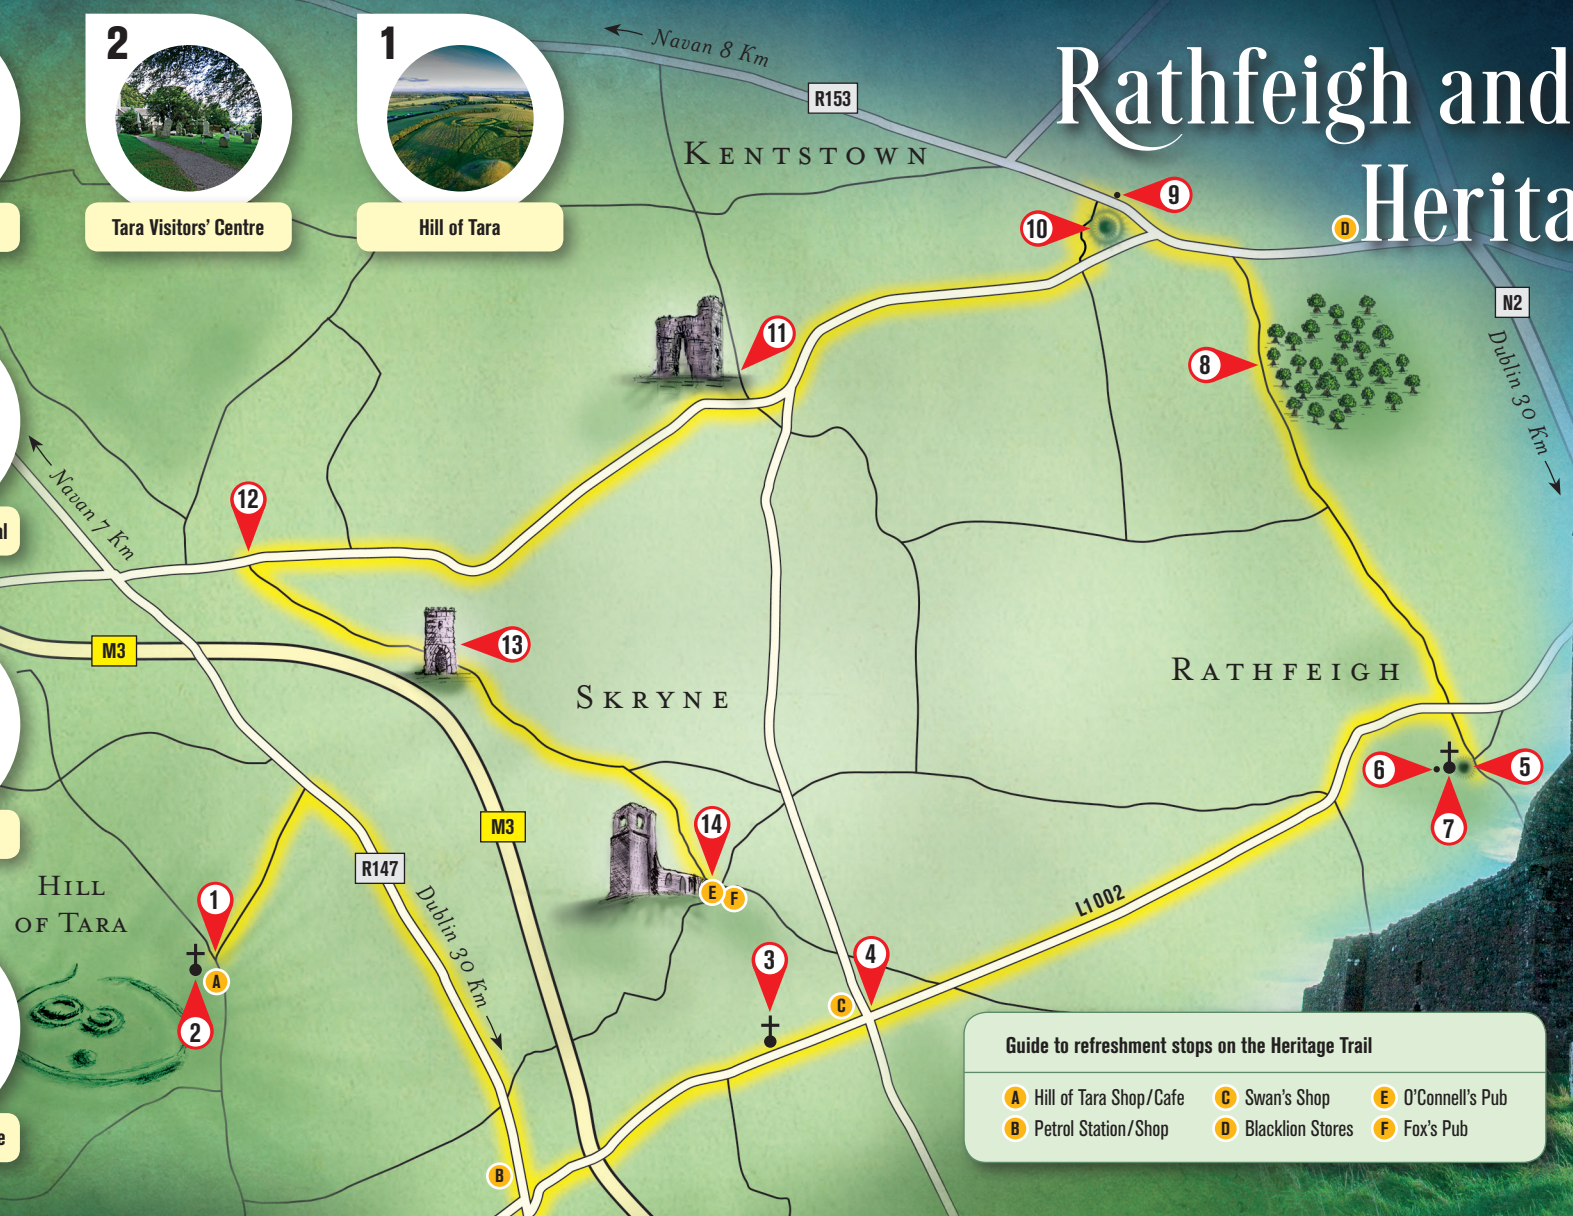 2
Tara Visitors' Centre
1
Hill of Tara
Navan 8 Km
R153
Rathfeigh and
Herita
KENTSTOWN
9
10
D
N2
Dublin 30 Km
11
8
12
Navan 7 Km
al
13
M3
SKRYNE
RATHFEIGH
6
5
7
M3
14
E
F
R147
HILL
OF TARA
1
A
2
Dublin 30 Km
L1002
3
4
C
B
e
Guide to refreshment stops on the Heritage Trail
A Hill of Tara Shop/Cafe
B Petrol Station/Shop
C Swan's Shop
D Blacklion Stores
E O'Connell's Pub
F Fox's Pub